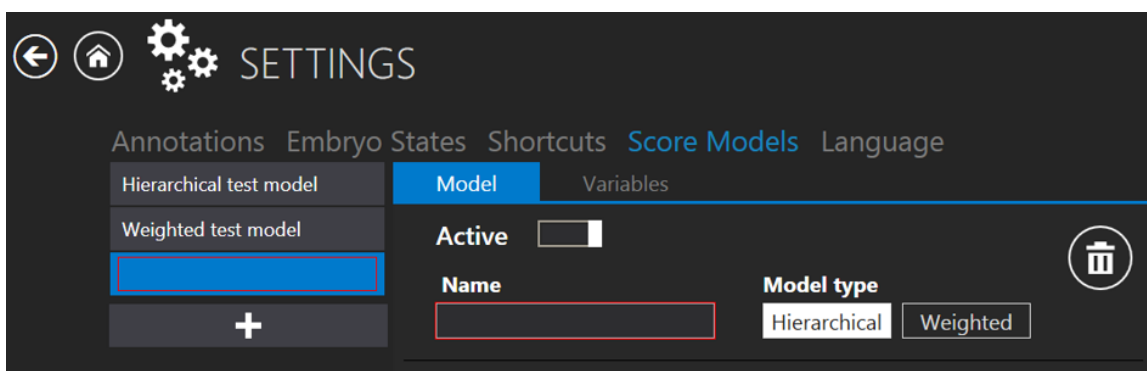 SETTINGS
Annotations Embryo States Shortcuts Score Models Language
Hierarchical test model
Weighted test model
Model Variables
Active
Name
Model type
Hierarchical Weighted